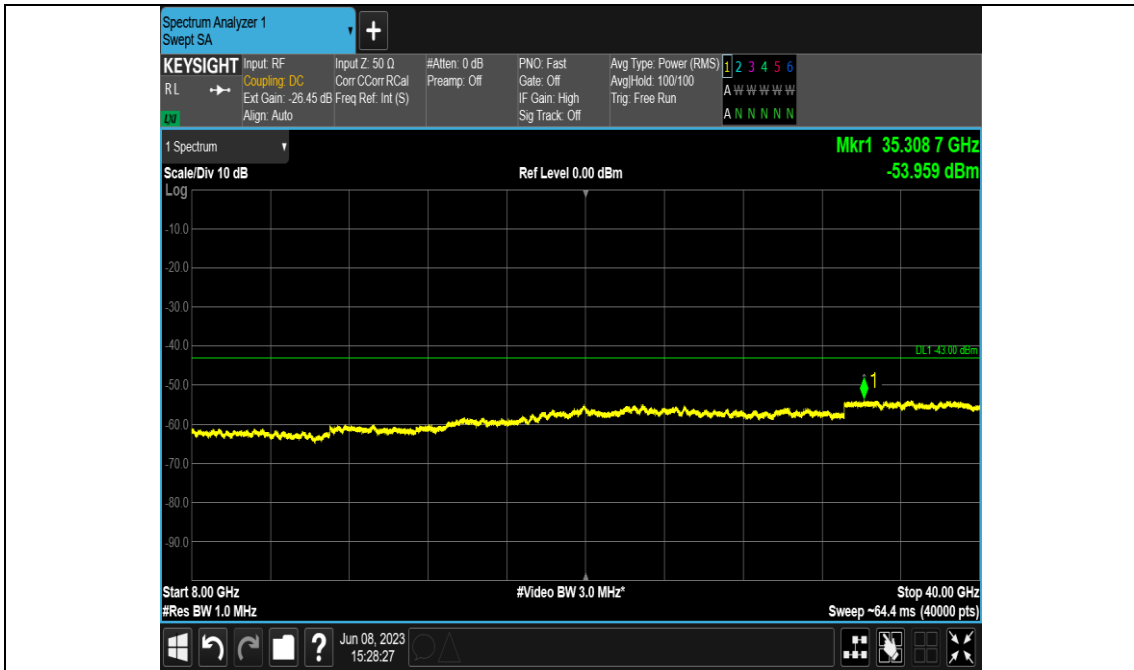 Spectrum Analyzer 1
Swept SA
+
KEYSIGHT Input: RF Input Z: 50 Ω #Atten: 0 dB PNO: Fast Avg Type: Power (RMS) 1 2 3 4 5 6
RL Coupling: DC Corr CCorr RCal Preamp: Off Gate: Off Avg|Hold: 100/100 A W W W W W
Ext Gain: -26.45 dB Freq Ref: Int (S) IF Gain: High Trig: Free Run
LXI Align: Auto Sig Track: Off A N N N N N
1 Spectrum Mkr1 35.308 7 GHz
Scale/Div 10 dB Ref Level 0.00 dBm -53.959 dBm
Log
-10.0
-20.0
-30.0
-40.0 DL1 -43.00 dBm
-50.0 1
-60.0
-70.0
-80.0
-90.0
Start 8.00 GHz #Video BW 3.0 MHz* Stop 40.00 GHz
#Res BW 1.0 MHz Sweep ~64.4 ms (40000 pts)
? Jun 08, 2023
15:28:27